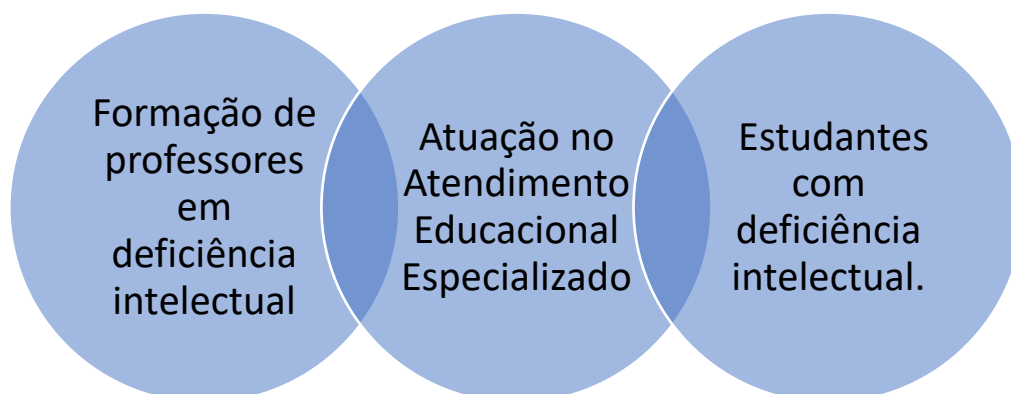 Formação de
professores
em
deficiência
intelectual
Atuação no
Atendimento
Educacional
Especializado
Estudantes
com
deficiência
intelectual.